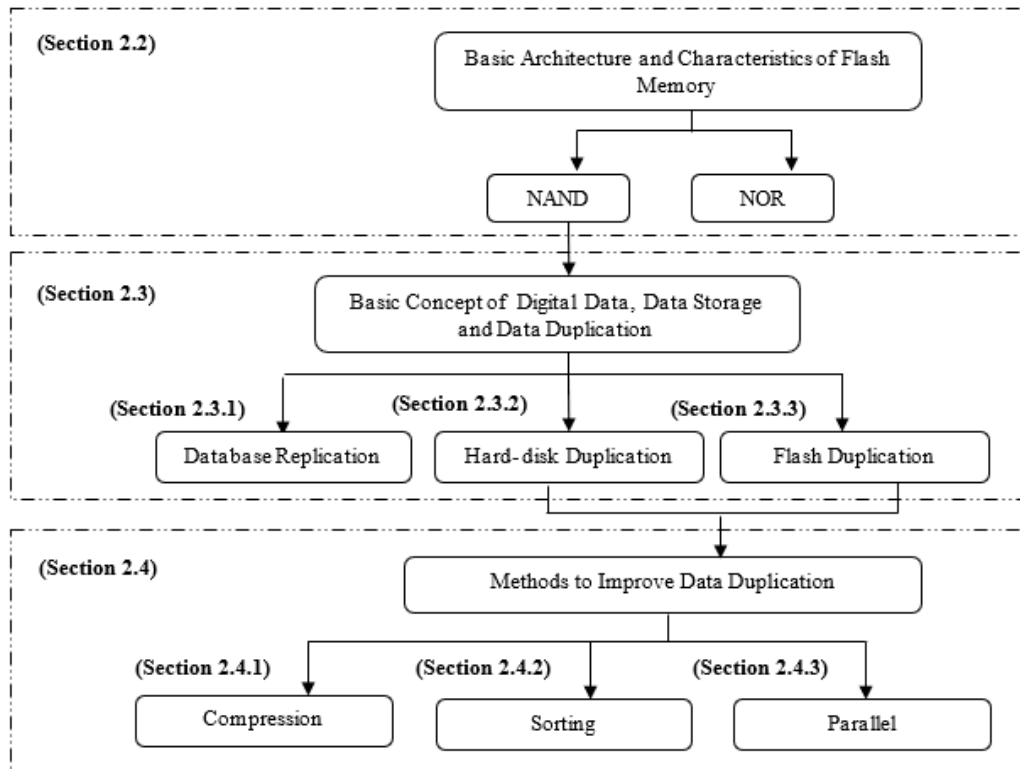 (Section 2.2)
Basic Architecture and Characteristics of Flash
Memory
NAND
NOR
(Section 2.3)
Basic Concept of Digital Data, Data Storage
and Data Duplication
(Section 2.3.1)
(Section 2.3.2)
(Section 2.3.3)
Database Replication
Hard-disk Duplication
Flash Duplication
(Section 2.4)
Methods to Improve Data Duplication
(Section 2.4.1)
(Section 2.4.2)
(Section 2.4.3)
Compression
Sorting
Parallel